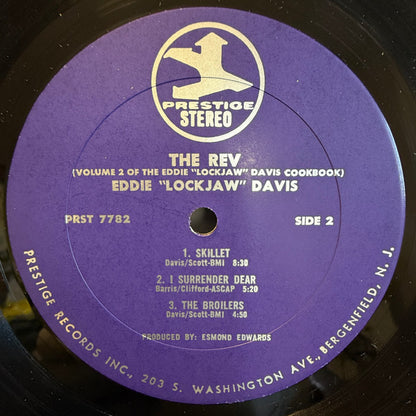 PRESTIGE
STEREO
THE REV
(VOLUME 2 OF THE EDDIE "LOCKJAW" DAVIS COOKBOOK)
EDDIE "LOCKJAW" DAVIS
PRST 7782 SIDE 2
1. SKILLET
Davis/Scott-BMI 8:30
2. I SURRENDER DEAR
Barris/Clifford-ASCAP 5:20
3. THE BROILERS
Davis/Scott-BMI 4:50
PRODUCED BY: ESMOND EDWARDS
PRESTIGE RECORDS INC., 203 S. WASHINGTON AVE., BERGENFIELD, N. J.